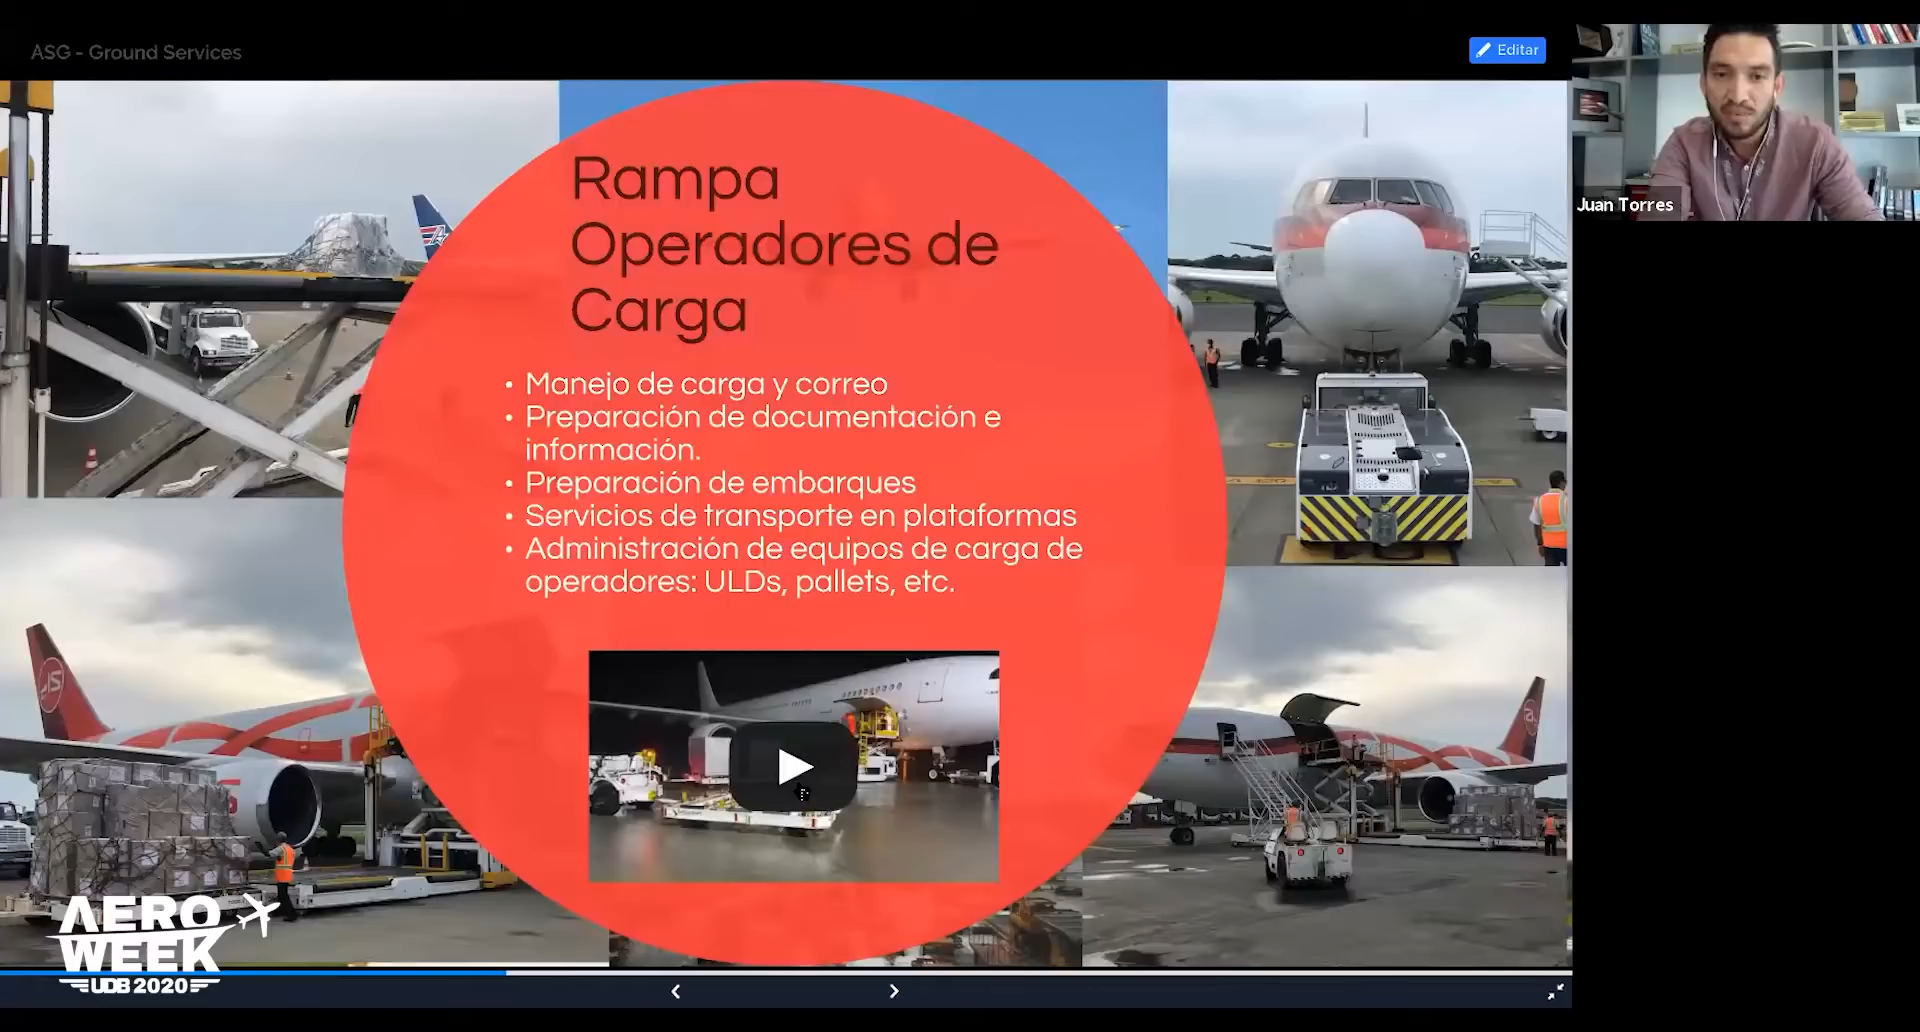 ASG - Ground Services
Editar
Juan Torres
Rampa
Operadores de
Carga
• Manejo de carga y correo
• Preparación de documentación e
información.
• Preparación de embarques
• Servicios de transporte en plataformas
• Administración de equipos de carga de
operadores: ULDs, pallets, etc.
AERO
WEEK
UDB 2020